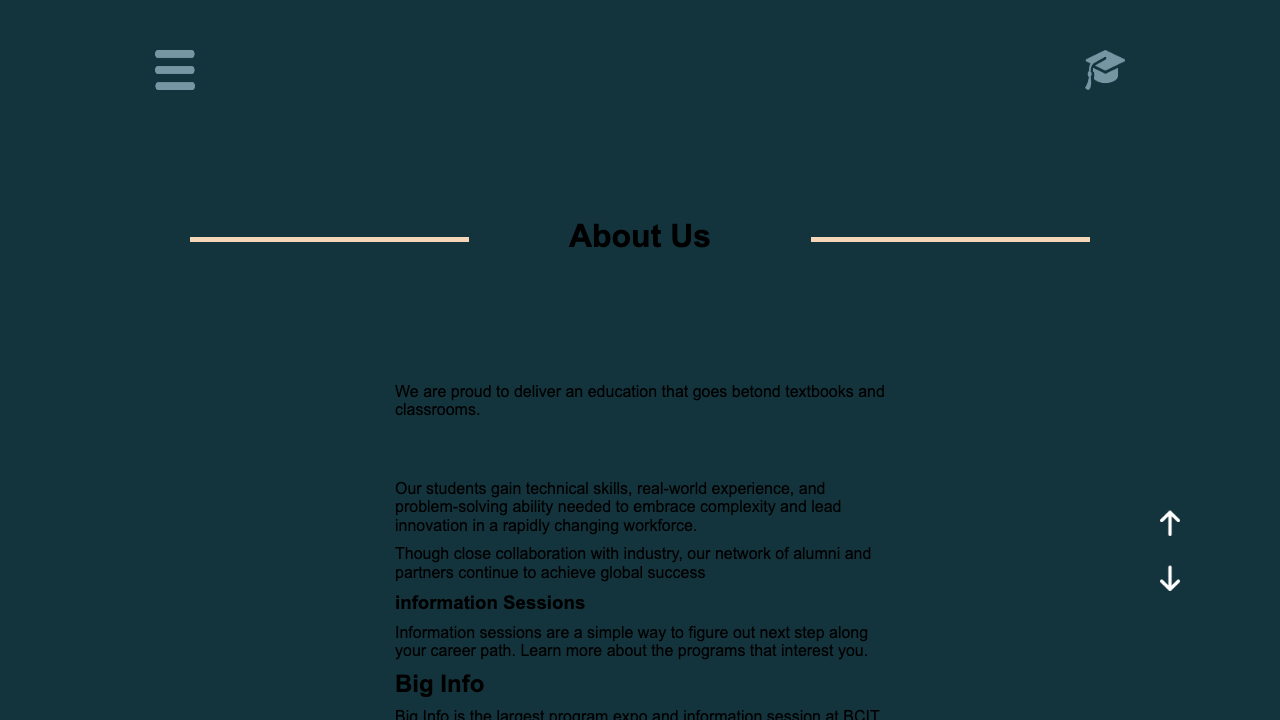 About Us
We are proud to deliver an education that goes betond textbooks and
classrooms.
Our students gain technical skills, real-world experience, and
problem-solving ability needed to embrace complexity and lead
innovation in a rapidly changing workforce.
Though close collaboration with industry, our network of alumni and
partners continue to achieve global success
information Sessions
Information sessions are a simple way to figure out next step along
your career path. Learn more about the programs that interest you.
Big Info
Big Info is the largest program expo and information session at BCIT.